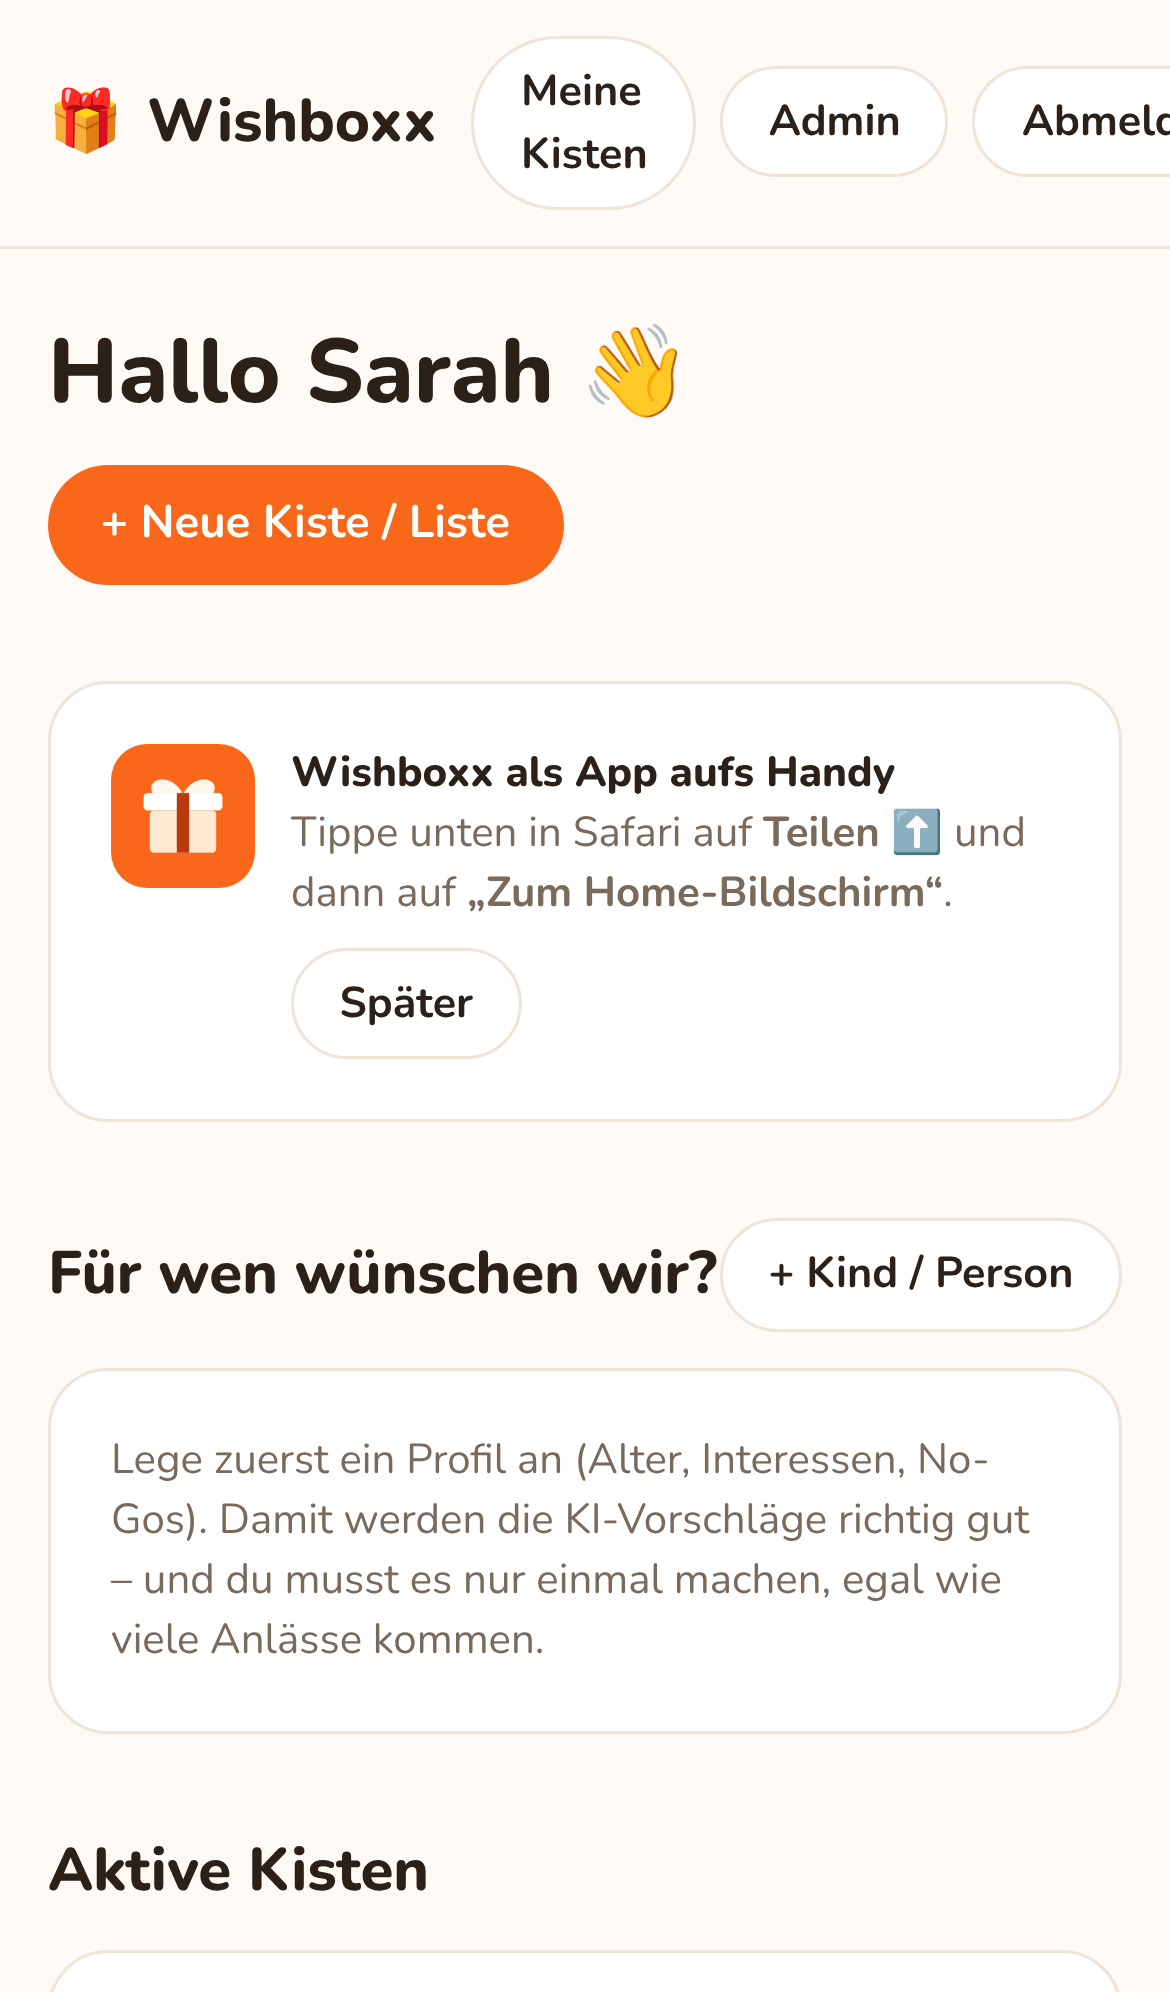 🎁 Wishboxx
Meine
Kisten
Admin
Hallo Sarah 👋
+ Neue Kiste / Liste
Wishboxx als App aufs Handy
Tippe unten in Safari auf Teilen ⬆️ und
dann auf „Zum Home-Bildschirm“.
Später
Für wen wünschen wir?
+ Kind / Person
Lege zuerst ein Profil an (Alter, Interessen, No-
Gos). Damit werden die KI-Vorschläge richtig gut
– und du musst es nur einmal machen, egal wie
viele Anlässe kommen.
Aktive Kisten